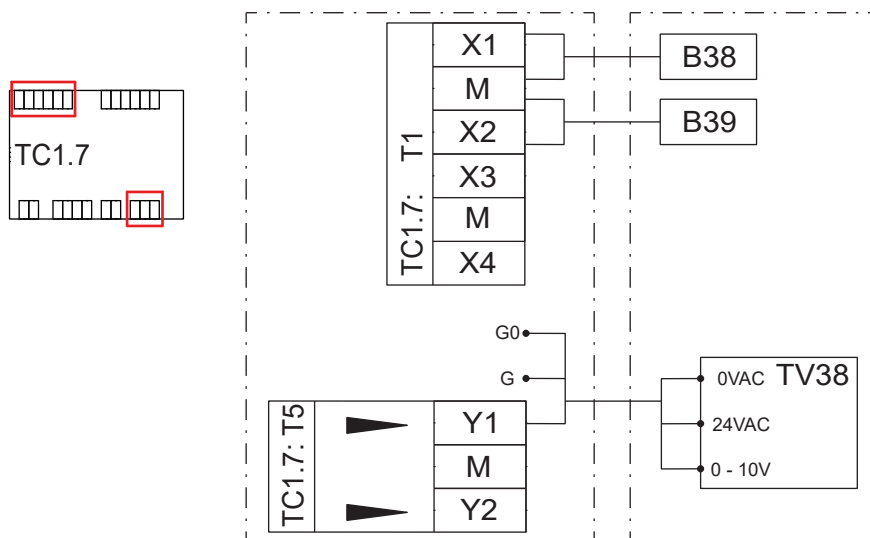 TC1.7
TC1.7: T1
X1
M
X2
X3
M
X4
B38
B39
G0
G
TC1.7: T5
Y1
M
Y2
TV38
0VAC
24VAC
0 - 10V